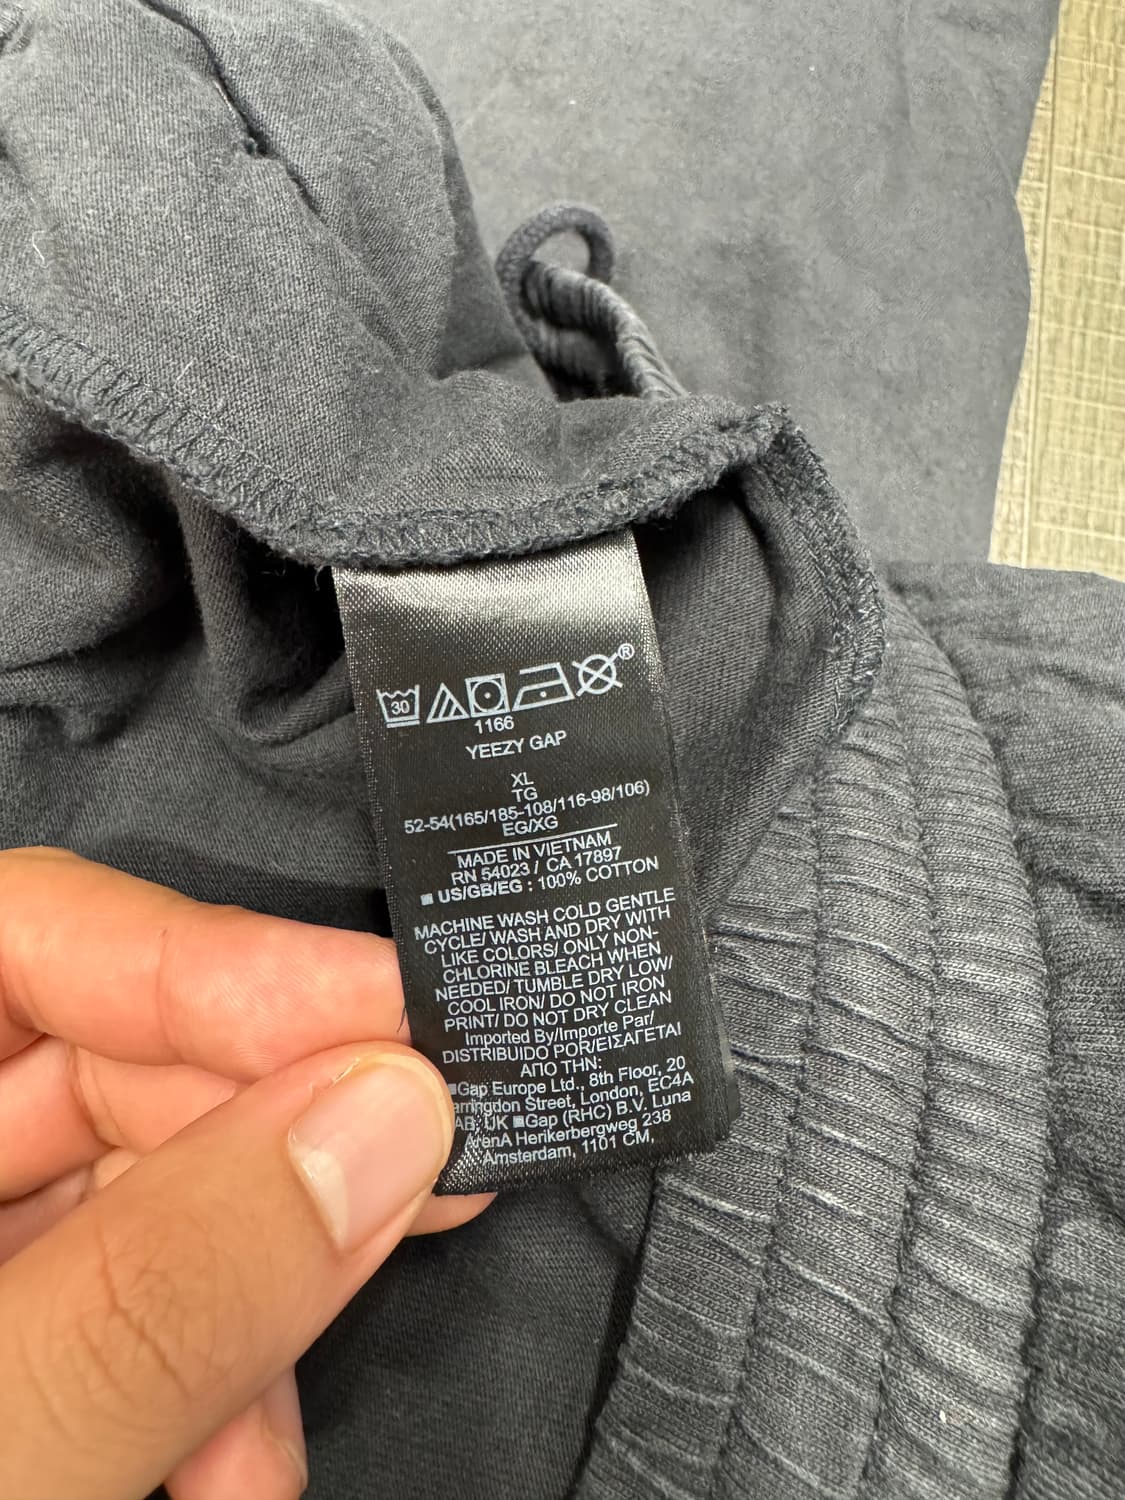 30 ®
1166
YEEZY GAP
XL
TG
52-54(165/185-108/116-98/106)
EG/XG
MADE IN VIETNAM
RN 54023 / CA 17897
■ US/GB/EG : 100% COTTON
MACHINE WASH COLD GENTLE
CYCLE/ WASH AND DRY WITH
LIKE COLORS/ ONLY NON-
CHLORINE BLEACH WHEN
NEEDED/ TUMBLE DRY LOW/
COOL IRON/ DO NOT IRON
PRINT/ DO NOT DRY CLEAN
Imported By/Importe Par/
DISTRIBUIDO POR/ΕΙΣΑΓΕΤΑΙ
ΑΠΟ ΤΗΝ:
■Gap Europe Ltd., 8th Floor, 20
arringdon Street, London, EC4A
AB, UK ■Gap (RHC) B.V. Luna
ArenA Herikerbergweg 238
Amsterdam, 1101 CM,